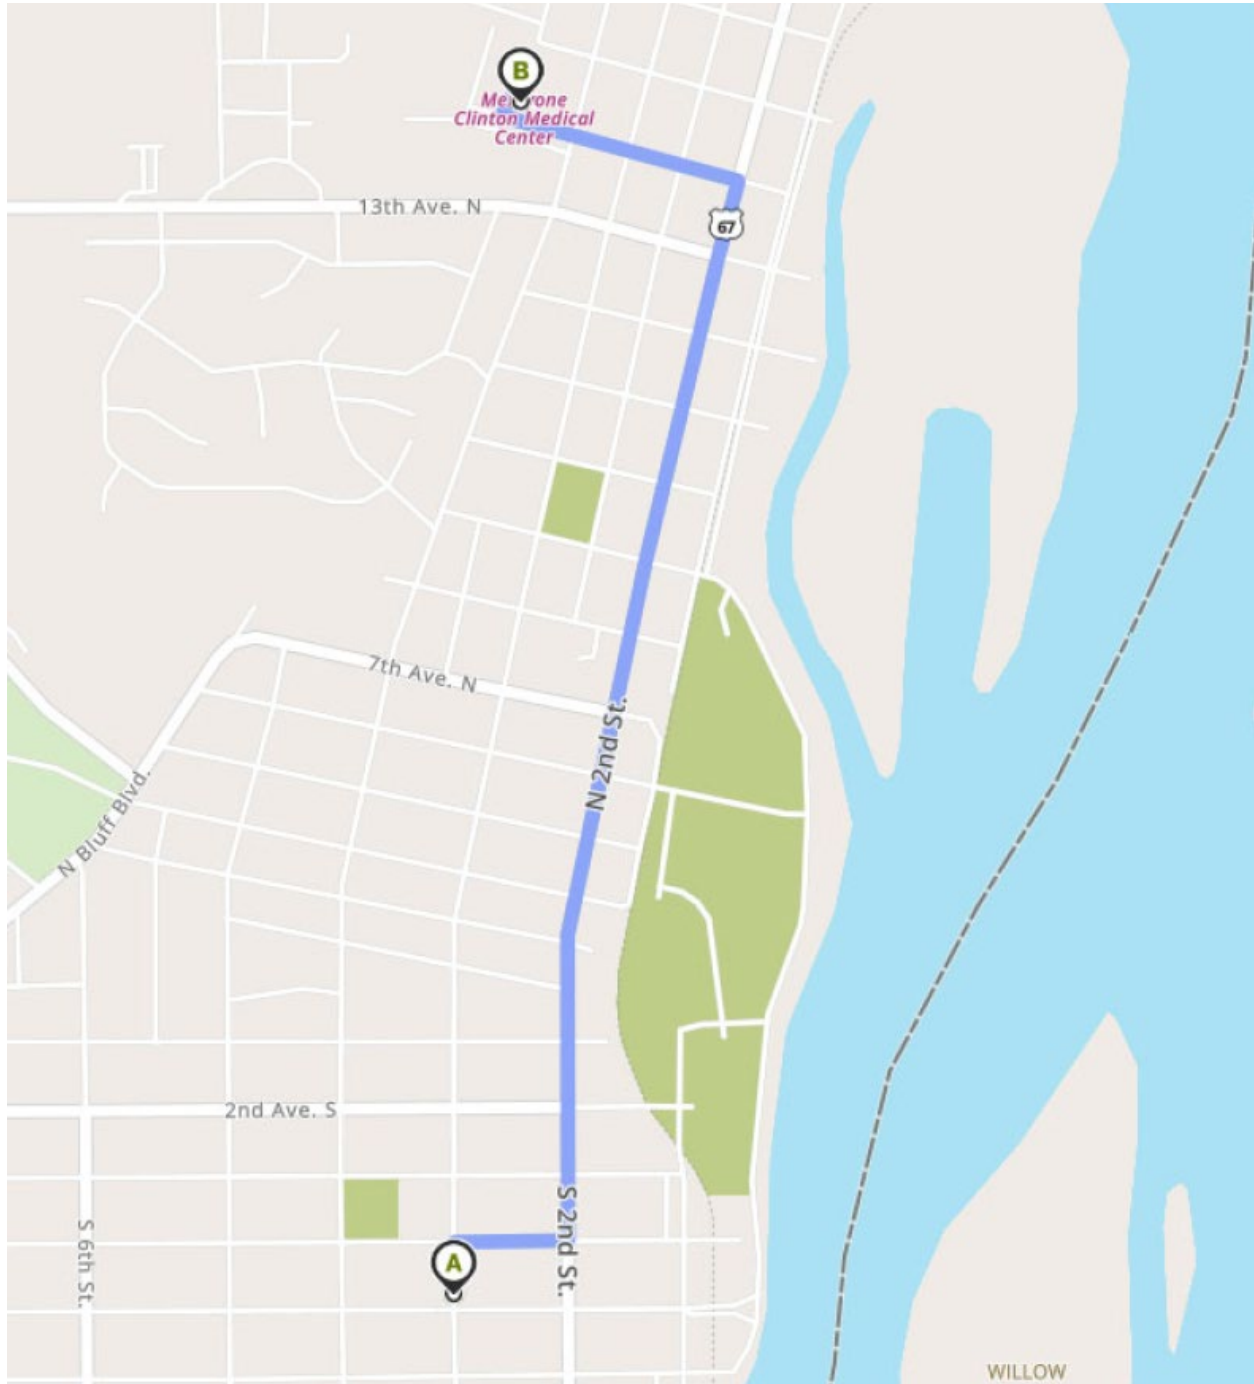 B
Clinton Medical
Center
13th Ave. N
67
7th Ave. N
N 2nd St.
N Bluff Blvd.
2nd Ave. S
S 2nd St.
S 6th St.
A
WILLOW